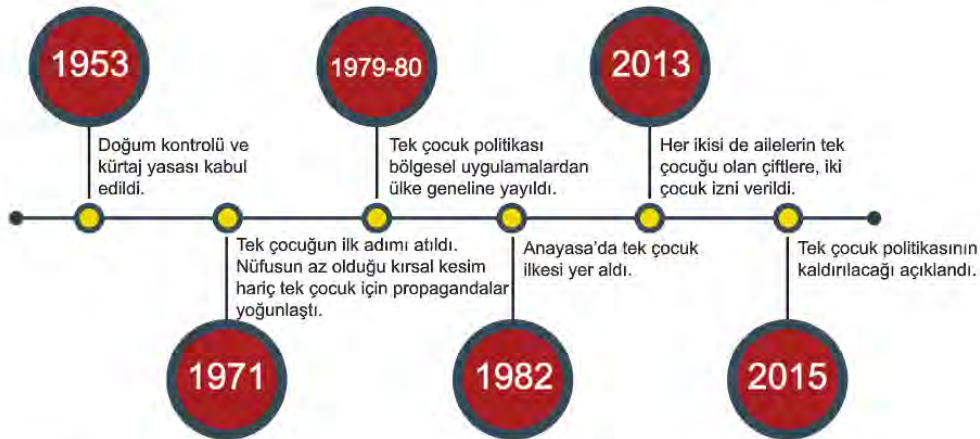 1953
Doğum kontrolü ve
kürtaj yasası kabul
edildi.
1971
Tek çocuğun ilk adımı atıldı.
Nüfusun az olduğu kırsal kesim
hariç tek çocuk için propagandalar
yoğunlaştı.
1979-80
Tek çocuk politikası
bölgesel uygulamalardan
ülke geneline yayıldı.
1982
Anayasa’da tek çocuk
ilkesi yer aldı.
2013
Her ikisi de ailelerin tek
çocuğu olan çiftlere, iki
çocuk izni verildi.
2015
Tek çocuk politikasının
kaldırılacağı açıklandı.